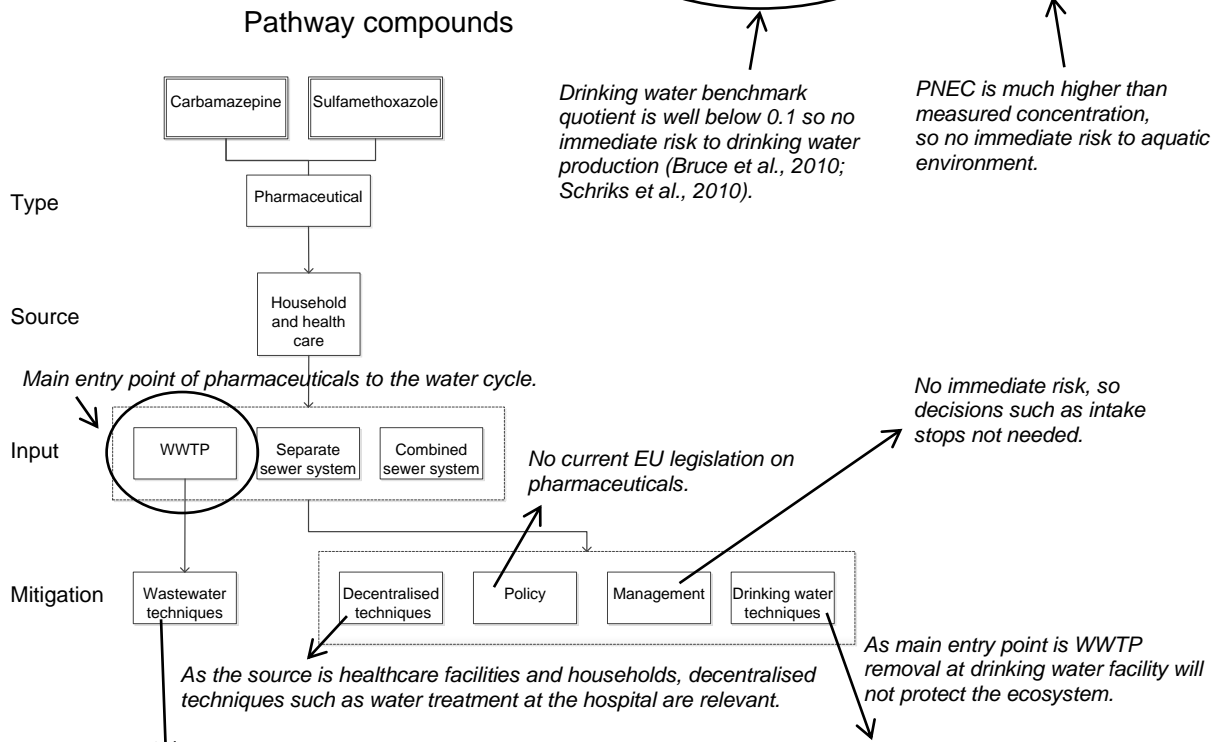 Pathway compounds
Carbamazepine
Sulfamethoxazole
Drinking water benchmark
quotient is well below 0.1 so no
immediate risk to drinking water
production (Bruce et al., 2010;
Schriks et al., 2010).
PNEC is much higher than
measured concentration,
so no immediate risk to aquatic
environment.
Type
Pharmaceutical
Source
Household
and health
care
Main entry point of pharmaceuticals to the water cycle.
No immediate risk, so
decisions such as intake
stops not needed.
Input
WWTP
Separate
sewer system
Combined
sewer system
No current EU legislation on
pharmaceuticals.
Mitigation
Wastewater
techniques
Decentralised
techniques
Policy
Management
Drinking water
techniques
As the source is healthcare facilities and households, decentralised
techniques such as water treatment at the hospital are relevant.
As main entry point is WWTP
removal at drinking water facility will
not protect the ecosystem.